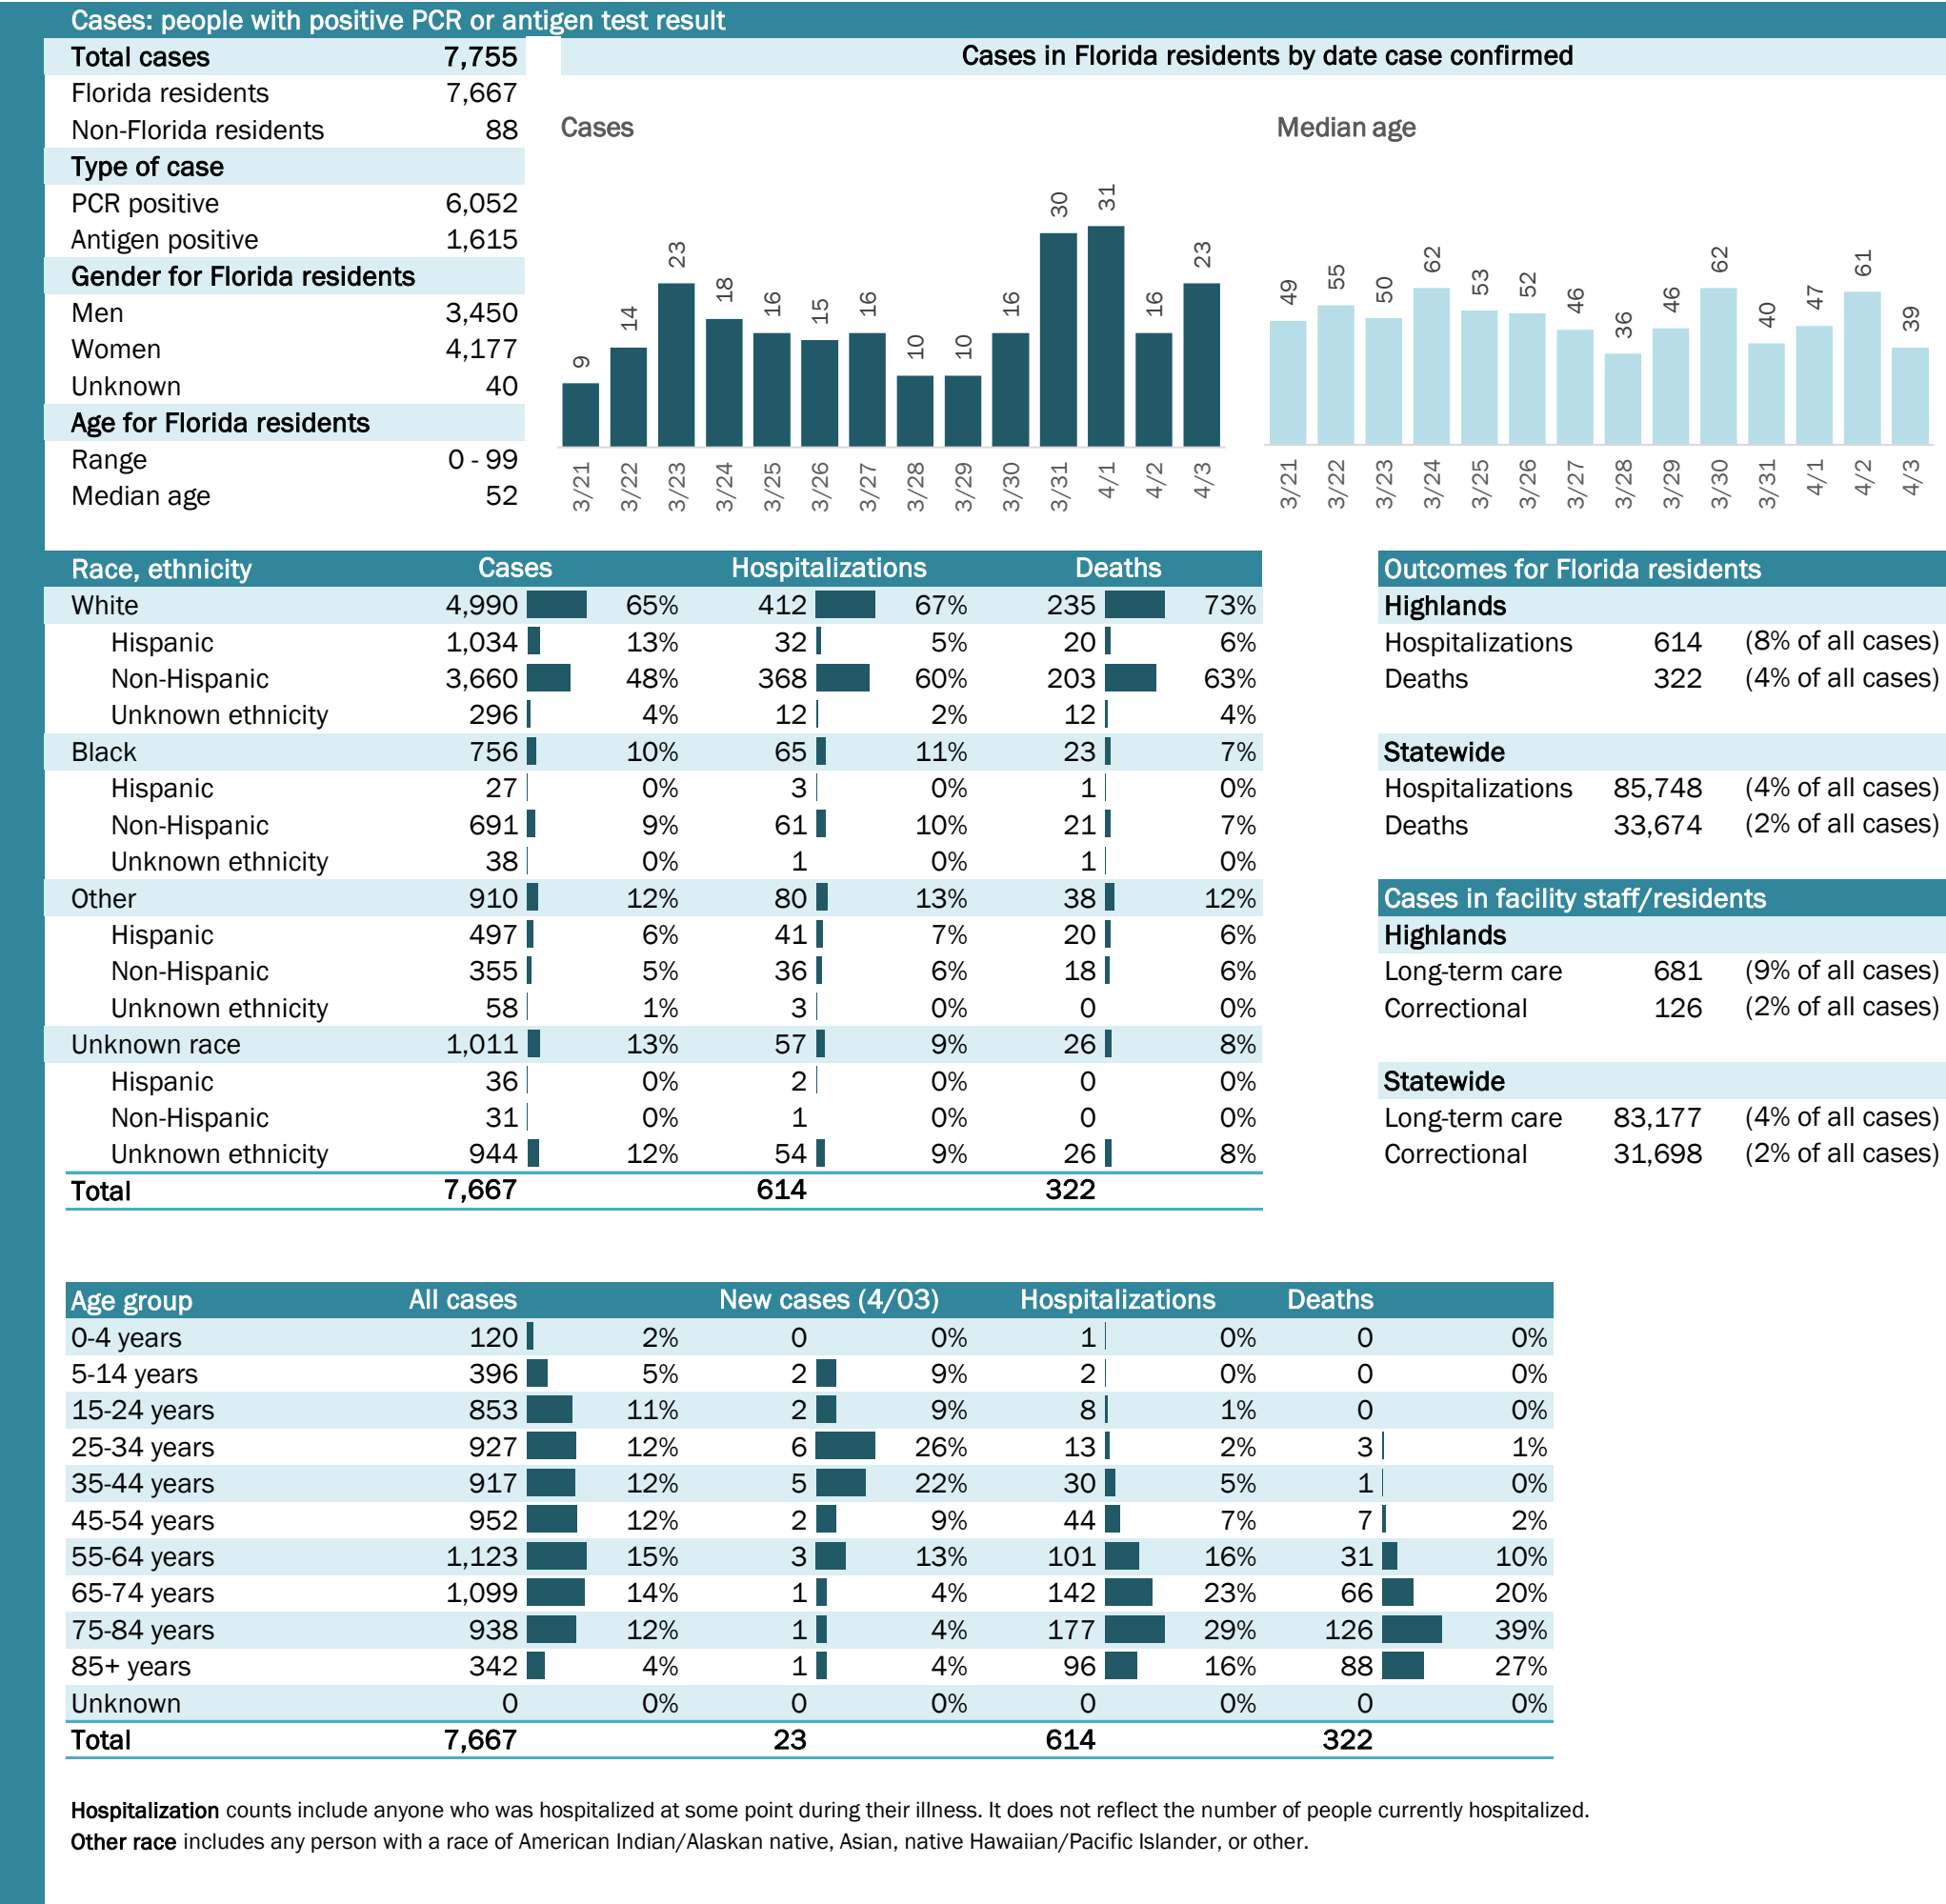 Cases: people with positive PCR or antigen test result
Total cases 7,755
Florida residents 7,667
Non-Florida residents 88
Type of case
PCR positive 6,052
Antigen positive 1,615
Gender for Florida residents
Men 3,450
Women 4,177
Unknown 40
Age for Florida residents
Range 0 - 99
Median age 52
Cases in Florida residents by date case confirmed
Cases
9 14 23 18 16 15 16 10 10 16 30 31 16 23
3/21 3/22 3/23 3/24 3/25 3/26 3/27 3/28 3/29 3/30 3/31 4/1 4/2 4/3
Median age
49 55 50 62 53 52 46 36 46 62 40 47 61 39
3/21 3/22 3/23 3/24 3/25 3/26 3/27 3/28 3/29 3/30 3/31 4/1 4/2 4/3
Race, ethnicity Cases Hospitalizations Deaths
White 4,990 65% 412 67% 235 73%
Hispanic 1,034 13% 32 5% 20 6%
Non-Hispanic 3,660 48% 368 60% 203 63%
Unknown ethnicity 296 4% 12 2% 12 4%
Black 756 10% 65 11% 23 7%
Hispanic 27 0% 3 0% 1 0%
Non-Hispanic 691 9% 61 10% 21 7%
Unknown ethnicity 38 0% 1 0% 1 0%
Other 910 12% 80 13% 38 12%
Hispanic 497 6% 41 7% 20 6%
Non-Hispanic 355 5% 36 6% 18 6%
Unknown ethnicity 58 1% 3 0% 0 0%
Unknown race 1,011 13% 57 9% 26 8%
Hispanic 36 0% 2 0% 0 0%
Non-Hispanic 31 0% 1 0% 0 0%
Unknown ethnicity 944 12% 54 9% 26 8%
Total 7,667 614 322
Outcomes for Florida residents
Highlands
Hospitalizations 614 (8% of all cases)
Deaths 322 (4% of all cases)
Statewide
Hospitalizations 85,748 (4% of all cases)
Deaths 33,674 (2% of all cases)
Cases in facility staff/residents
Highlands
Long-term care 681 (9% of all cases)
Correctional 126 (2% of all cases)
Statewide
Long-term care 83,177 (4% of all cases)
Correctional 31,698 (2% of all cases)
Age group All cases New cases (4/03) Hospitalizations Deaths
0-4 years 120 2% 0 0% 1 0% 0 0%
5-14 years 396 5% 2 9% 2 0% 0 0%
15-24 years 853 11% 2 9% 8 1% 0 0%
25-34 years 927 12% 6 26% 13 2% 3 1%
35-44 years 917 12% 5 22% 30 5% 1 0%
45-54 years 952 12% 2 9% 44 7% 7 2%
55-64 years 1,123 15% 3 13% 101 16% 31 10%
65-74 years 1,099 14% 1 4% 142 23% 66 20%
75-84 years 938 12% 1 4% 177 29% 126 39%
85+ years 342 4% 1 4% 96 16% 88 27%
Unknown 0 0% 0 0% 0 0% 0 0%
Total 7,667 23 614 322
Hospitalization counts include anyone who was hospitalized at some point during their illness. It does not reflect the number of people currently hospitalized.
Other race includes any person with a race of American Indian/Alaskan native, Asian, native Hawaiian/Pacific Islander, or other.